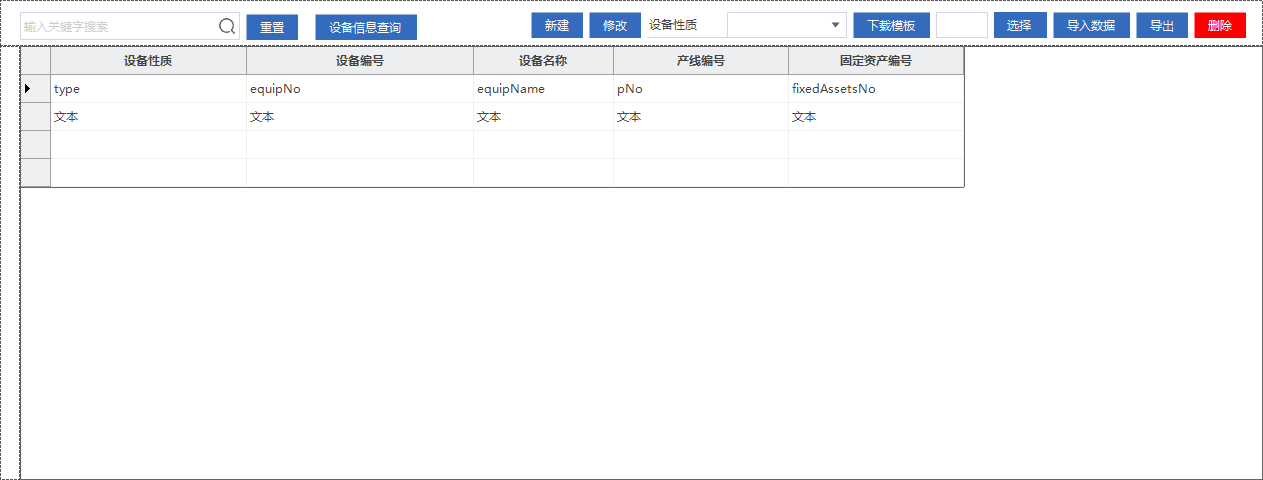 输入关键字搜索 重置 设备信息查询 新建 修改 设备性质 下载模板 选择 导入数据 导出 删除
设备性质 设备编号 设备名称 产线编号 固定资产编号
type equipNo equipName pNo fixedAssetsNo
文本 文本 文本 文本 文本